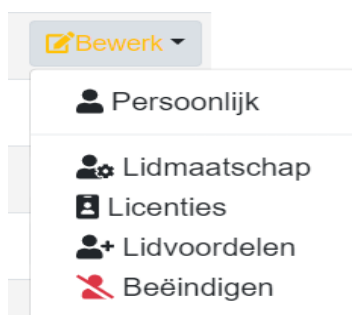 Bewerk
Persoonlijk
Lidmaatschap
Licenties
Lidvoordelen
Beëindigen